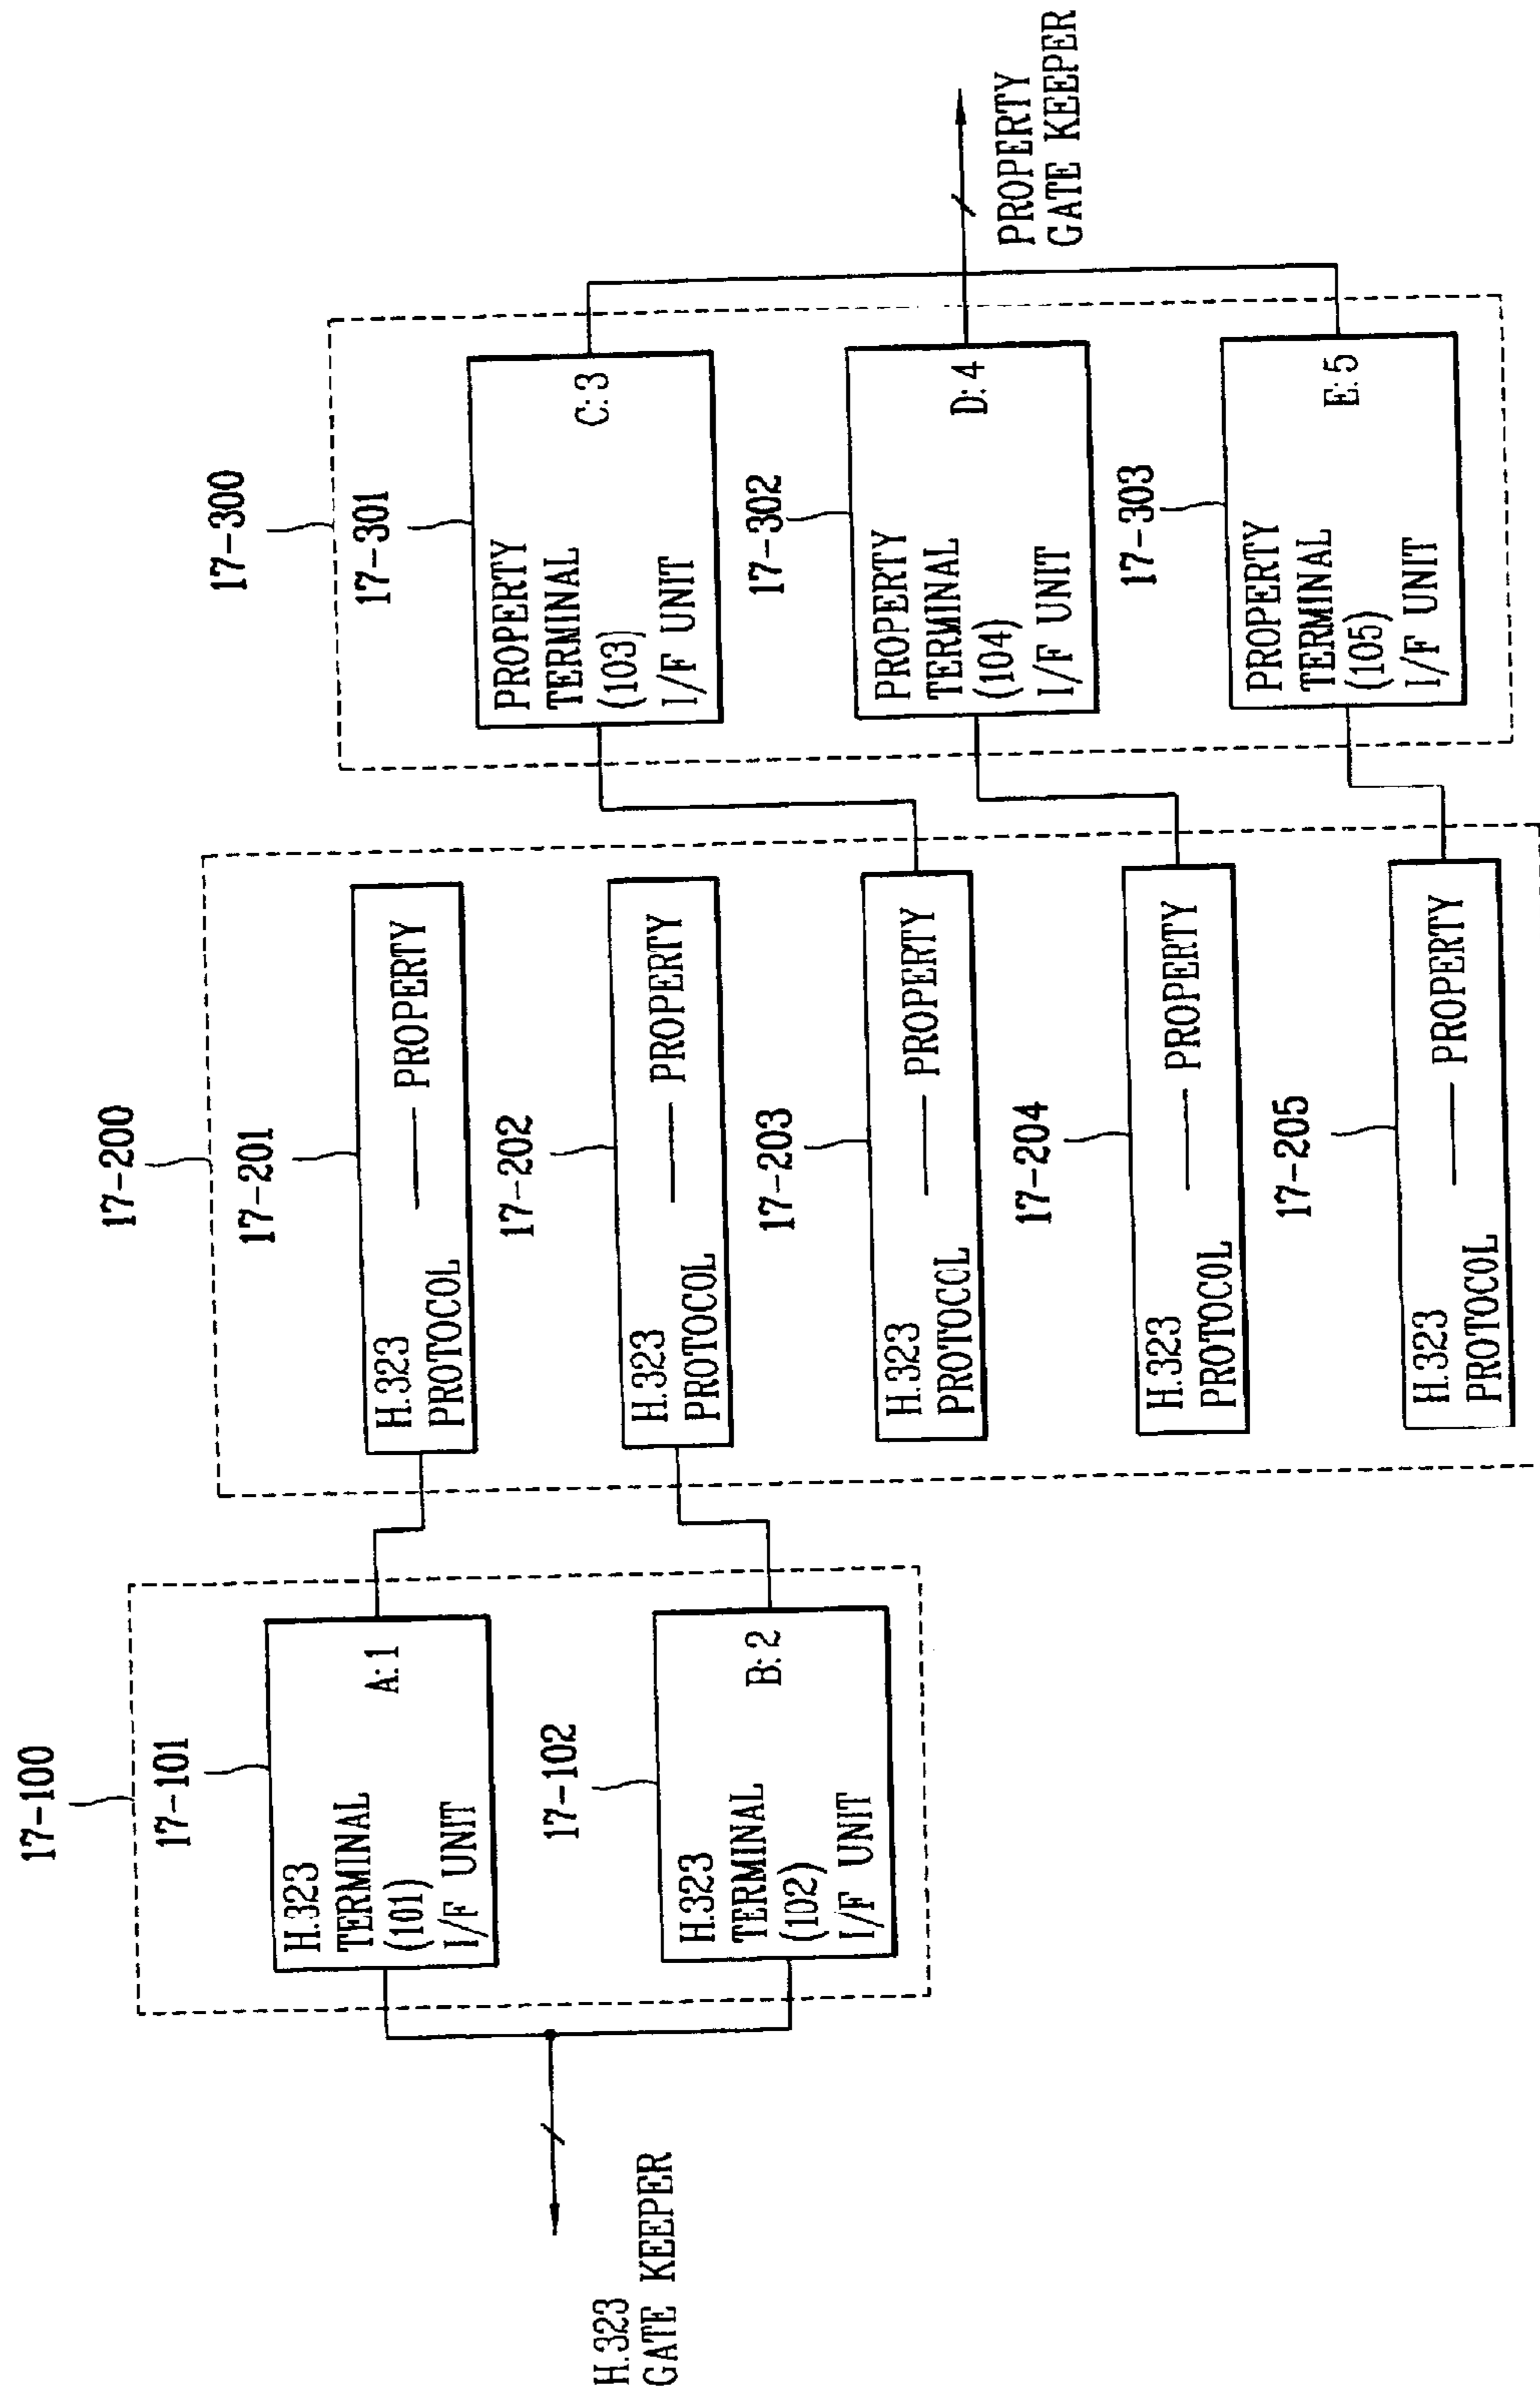 17-100
17-101
H.323
TERMINAL
(101)
I/F UNIT
A:1
17-102
H.323
TERMINAL
(102)
I/F UNIT
B:2
H.323
GATE KEEPER
17-200
17-201
H.323
PROTOCOL
PROPERTY
17-202
H.323
PROTOCOL
PROPERTY
17-203
H.323
PROTOCOL
PROPERTY
17-204
H.323
PROTOCOL
PROPERTY
17-205
H.323
PROTOCOL
PROPERTY
17-300
17-301
PROPERTY
TERMINAL
(103)
I/F UNIT
C:3
17-302
PROPERTY
TERMINAL
(104)
I/F UNIT
D:4
17-303
PROPERTY
TERMINAL
(105)
I/F UNIT
E:5
PROPERTY
GATE KEEPER